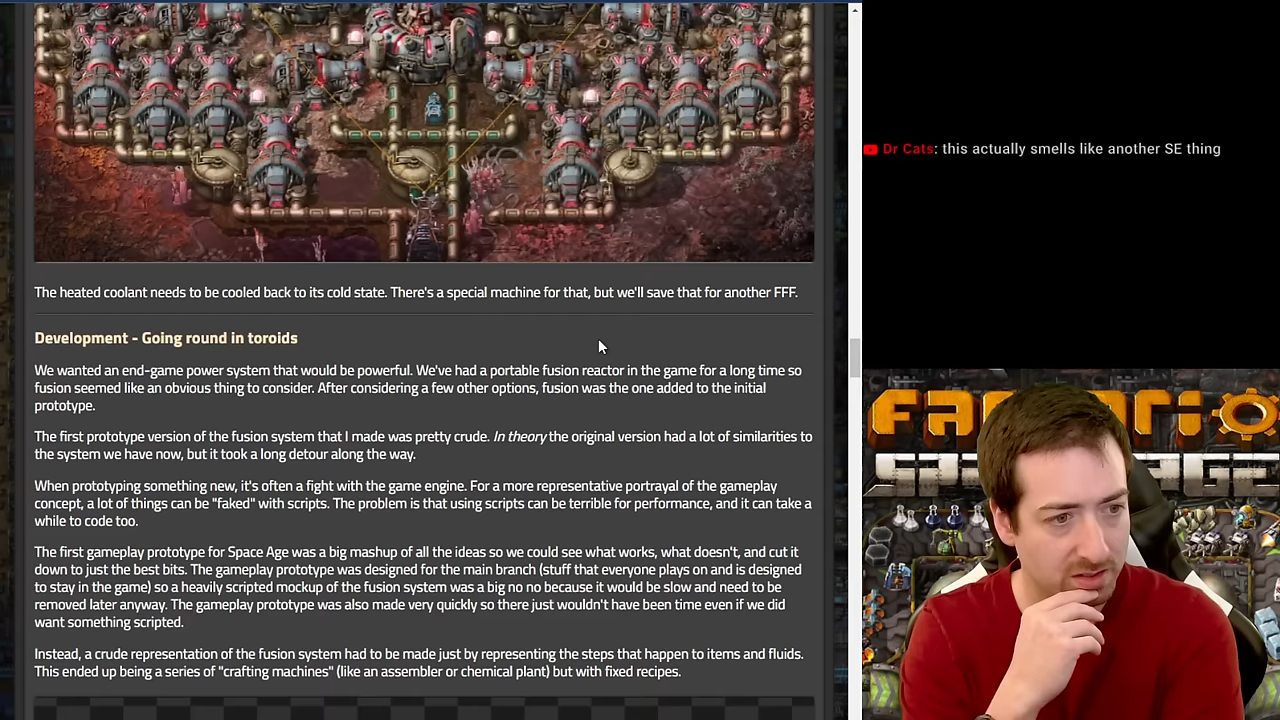 Dr Cats: this actually smells like another SE thing
The heated coolant needs to be cooled back to its cold state. There's a special machine for that, but we'll save that for another FFF.
Development - Going round in toroids
We wanted an end-game power system that would be powerful. We've had a portable fusion reactor in the game for a long time so
fusion seemed like an obvious thing to consider. After considering a few other options, fusion was the one added to the initial
prototype.
The first prototype version of the fusion system that I made was pretty crude. In theory the original version had a lot of similarities to
the system we have now, but it took a long detour along the way.
When prototyping something new, it's often a fight with the game engine. For a more representative portrayal of the gameplay
concept, a lot of things can be "faked" with scripts. The problem is that using scripts can be terrible for performance, and it can take a
while to code too.
The first gameplay prototype for Space Age was a big mashup of all the ideas so we could see what works, what doesn't, and cut it
down to just the best bits. The gameplay prototype was designed for the main branch (stuff that everyone plays on and is designed
to stay in the game) so a heavily scripted mockup of the fusion system was a big no no because it would be slow and need to be
removed later anyway. The gameplay prototype was also made very quickly so there just wouldn't have been time even if we did
want something scripted.
Instead, a crude representation of the fusion system had to be made just by representing the steps that happen to items and fluids.
This ended up being a series of "crafting machines" (like an assembler or chemical plant) but with fixed recipes.